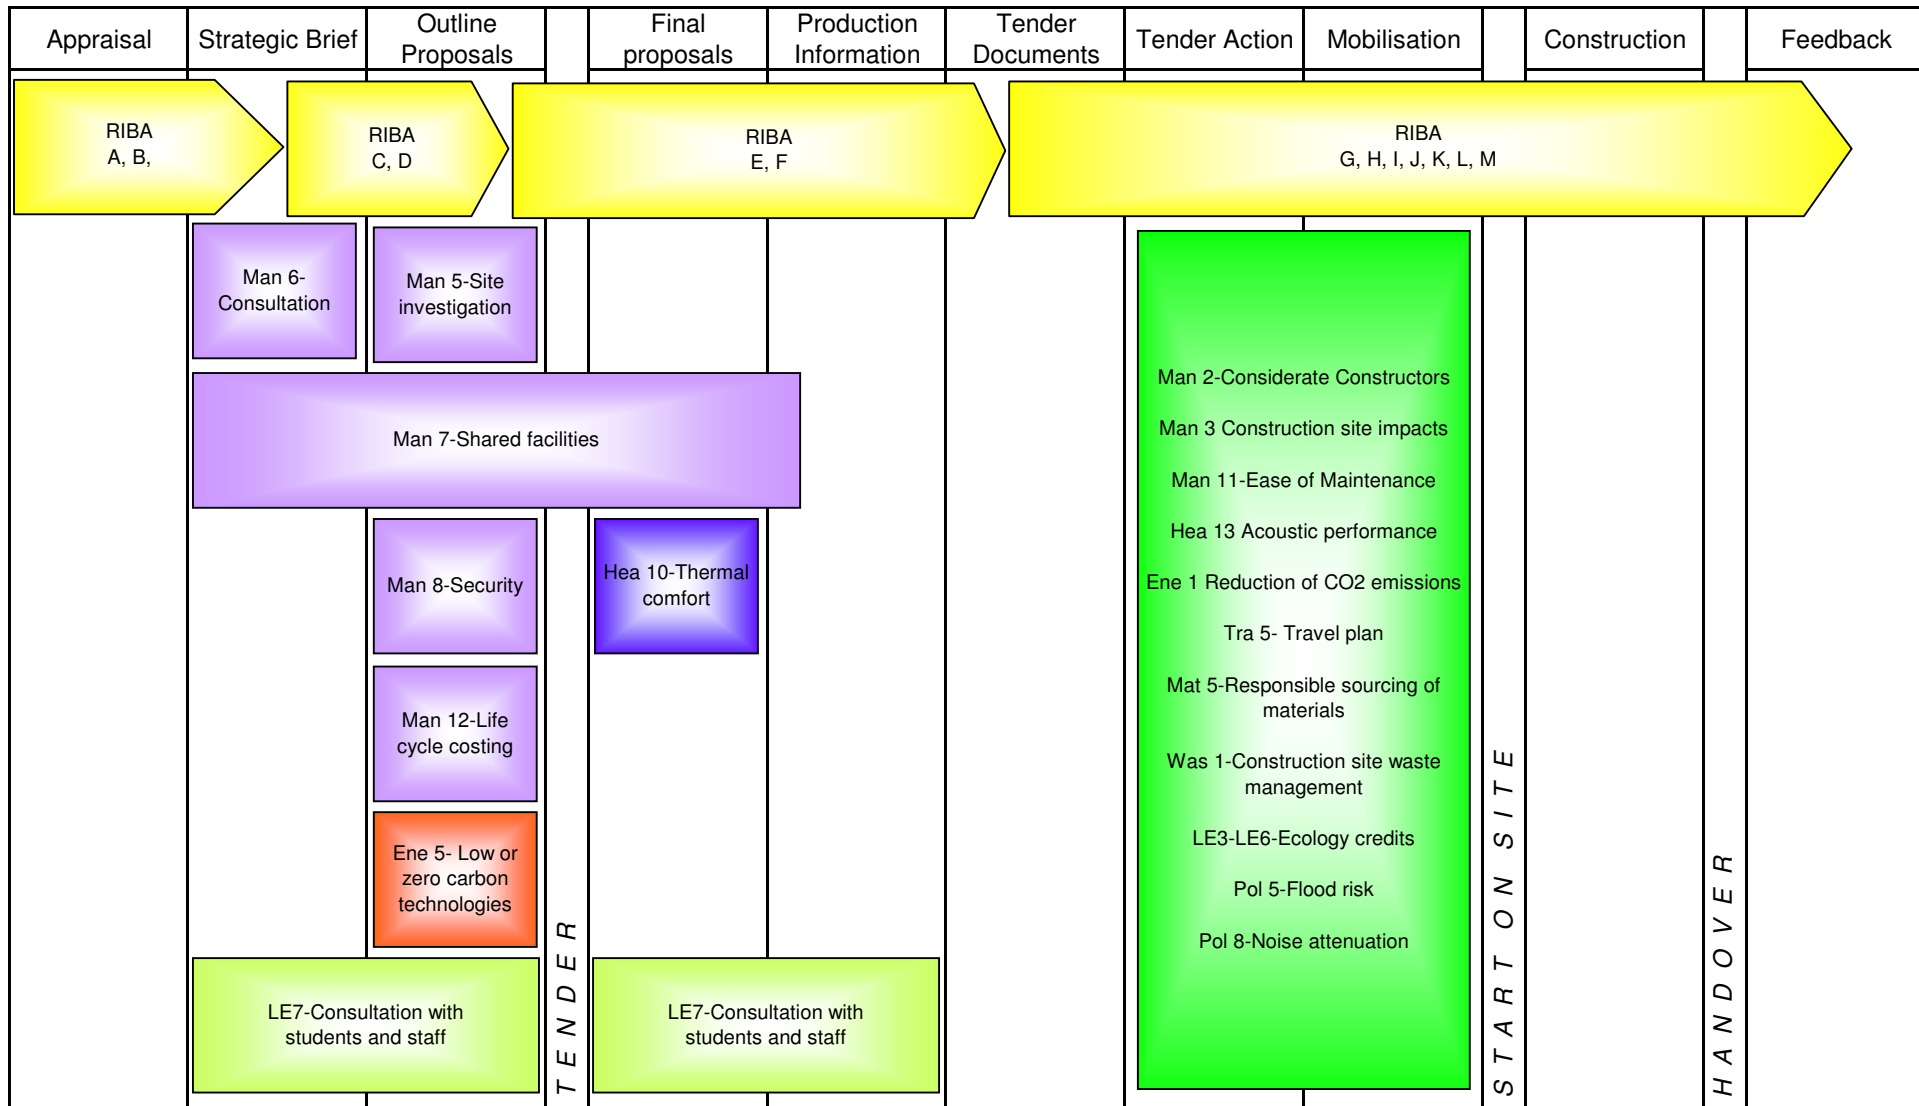 Appraisal
Strategic Brief
Outline
Proposals
Final
proposals
Production
Information
Tender
Documents
Tender Action
Mobilisation
Construction
Feedback
RIBA
A, B,
RIBA
C, D
RIBA
E, F
RIBA
G, H, I, J, K, L, M
Man 6-
Consultation
Man 5-Site
investigation
Man 7-Shared facilities
Man 8-Security
Hea 10-Thermal
comfort
Man 12-Life
cycle costing
Ene 5- Low or
zero carbon
technologies
LE7-Consultation with
students and staff
TENDER
LE7-Consultation with
students and staff
Man 2-Considerate Constructors
Man 3 Construction site impacts
Man 11-Ease of Maintenance
Hea 13 Acoustic performance
Ene 1 Reduction of CO2 emissions
Tra 5- Travel plan
Mat 5-Responsible sourcing of
materials
Was 1-Construction site waste
management
LE3-LE6-Ecology credits
Pol 5-Flood risk
Pol 8-Noise attenuation
START ON SITE
HANDOVER